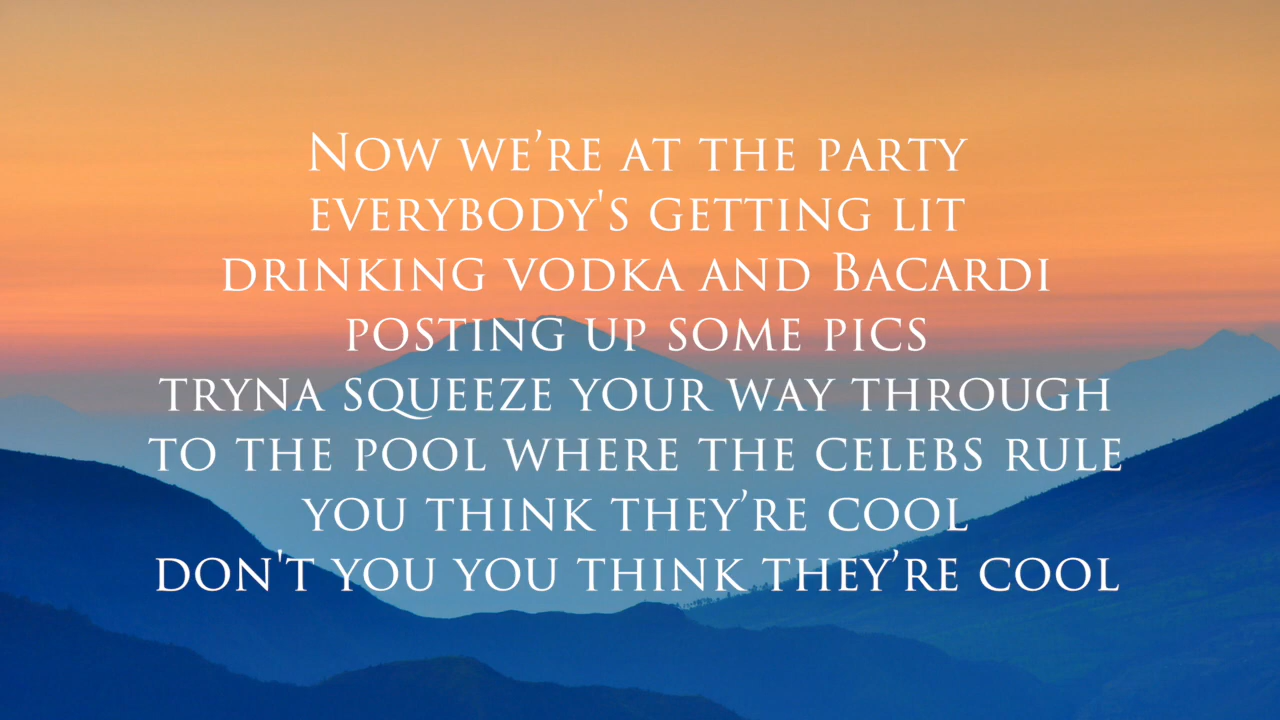 Now we’re at the party
everybody's getting lit
drinking vodka and Bacardi
posting up some pics
tryna squeeze your way through
to the pool where the celebs rule
you think they’re cool
don't you you think they’re cool